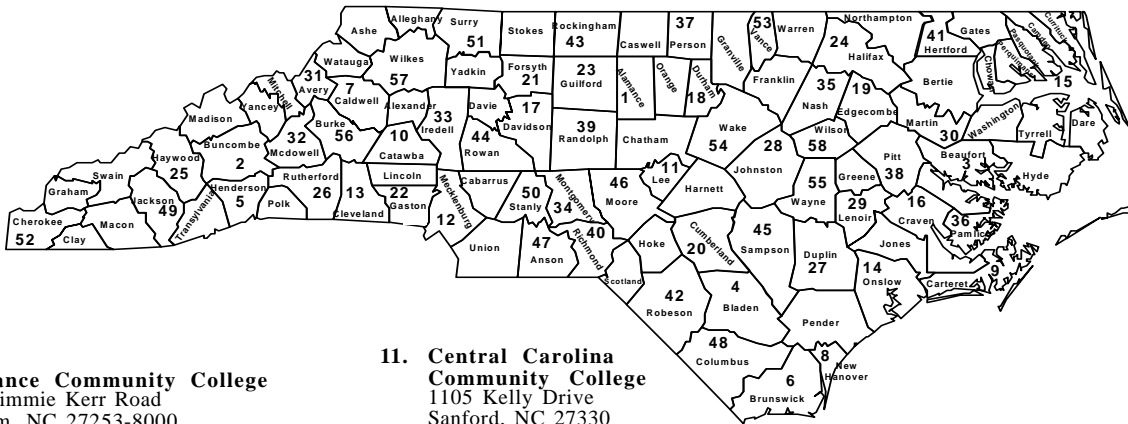 Alleghany
Surry
51
Ashe
Stokes
Rockingham
43
Caswell
37
Person
Granville
53
Vance
Warren
Northampton
24
Halifax
41
Hertford
Gates
Currituck
Camden
Pasquotank
Perquimans
Chowan
15
Watauga
Wilkes
57
Yadkin
Forsyth
21
23
Guilford
Alamance
1
Orange
Durham
18
Franklin
35
Nash
19
Edgecombe
Bertie
Martin
30
Washington
Tyrrell
Dare
Mitchell
31
Avery
7
Caldwell
Alexander
33
Iredell
Davie
17
Davidson
39
Randolph
Chatham
Wake
54
28
Johnston
Wilson
58
Pitt
38
Beaufort
3
Hyde
Yancey
Madison
Buncombe
2
32
Mcdowell
Burke
56
10
Catawba
44
Rowan
Haywood
25
Swain
Graham
Cherokee
52
Clay
Macon
Jackson
49
Transylvania
Henderson
5
Polk
Rutherford
26
13
Cleveland
Lincoln
22
Gaston
Mecklenburg
12
Cabarrus
50
Stanly
Montgomery
34
46
Moore
11
Lee
Harnett
55
Wayne
Greene
29
Lenoir
16
Craven
36
Pamlico
Union
47
Anson
40
Richmond
Hoke
Cumberland
20
45
Sampson
Duplin
27
Jones
14
Onslow
Carteret
9
Scotland
42
Robeson
4
Bladen
Pender
48
Columbus
6
Brunswick
8
New
Hanover
ance Community College
immie Kerr Road
m, NC 27253-8000
11. Central Carolina
Community College
1105 Kelly Drive
Sanford, NC 27330